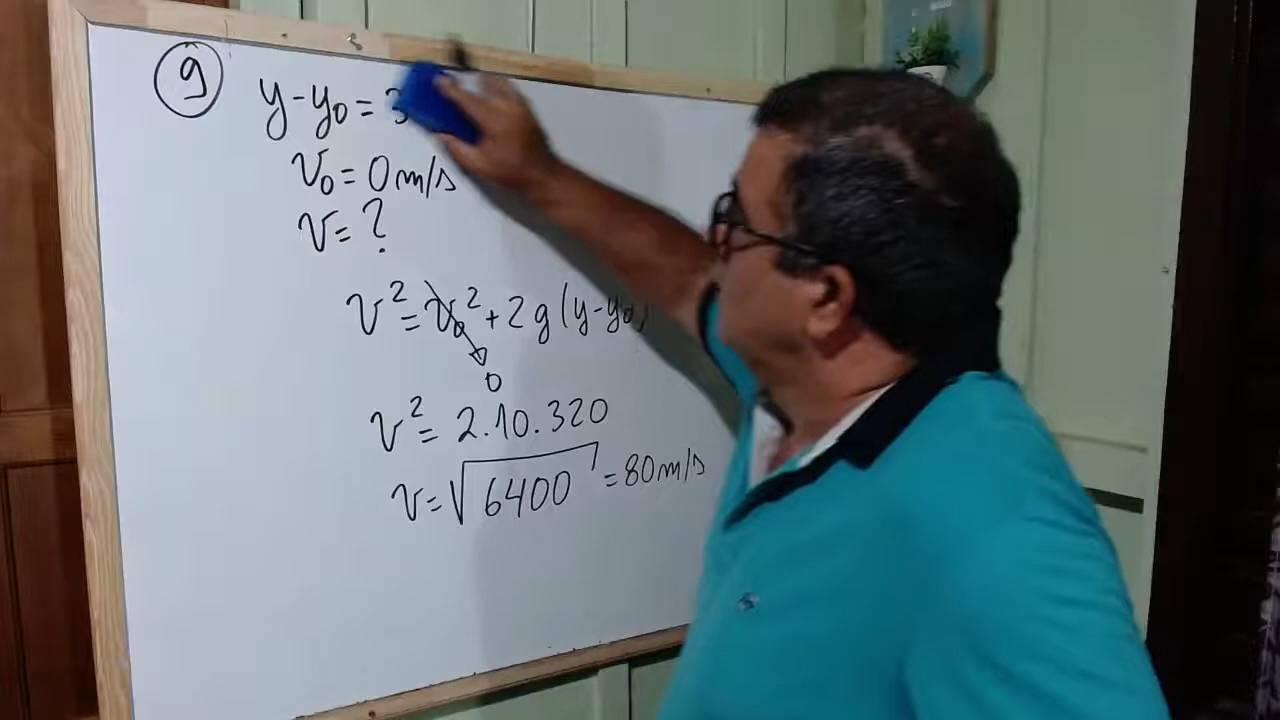 9
y-y₀ = 3
v₀ = 0 m/s
v = ?
v² = v₀² + 2g(y-y₀)
0
v² = 2.10.320
v = √6400 = 80 m/s